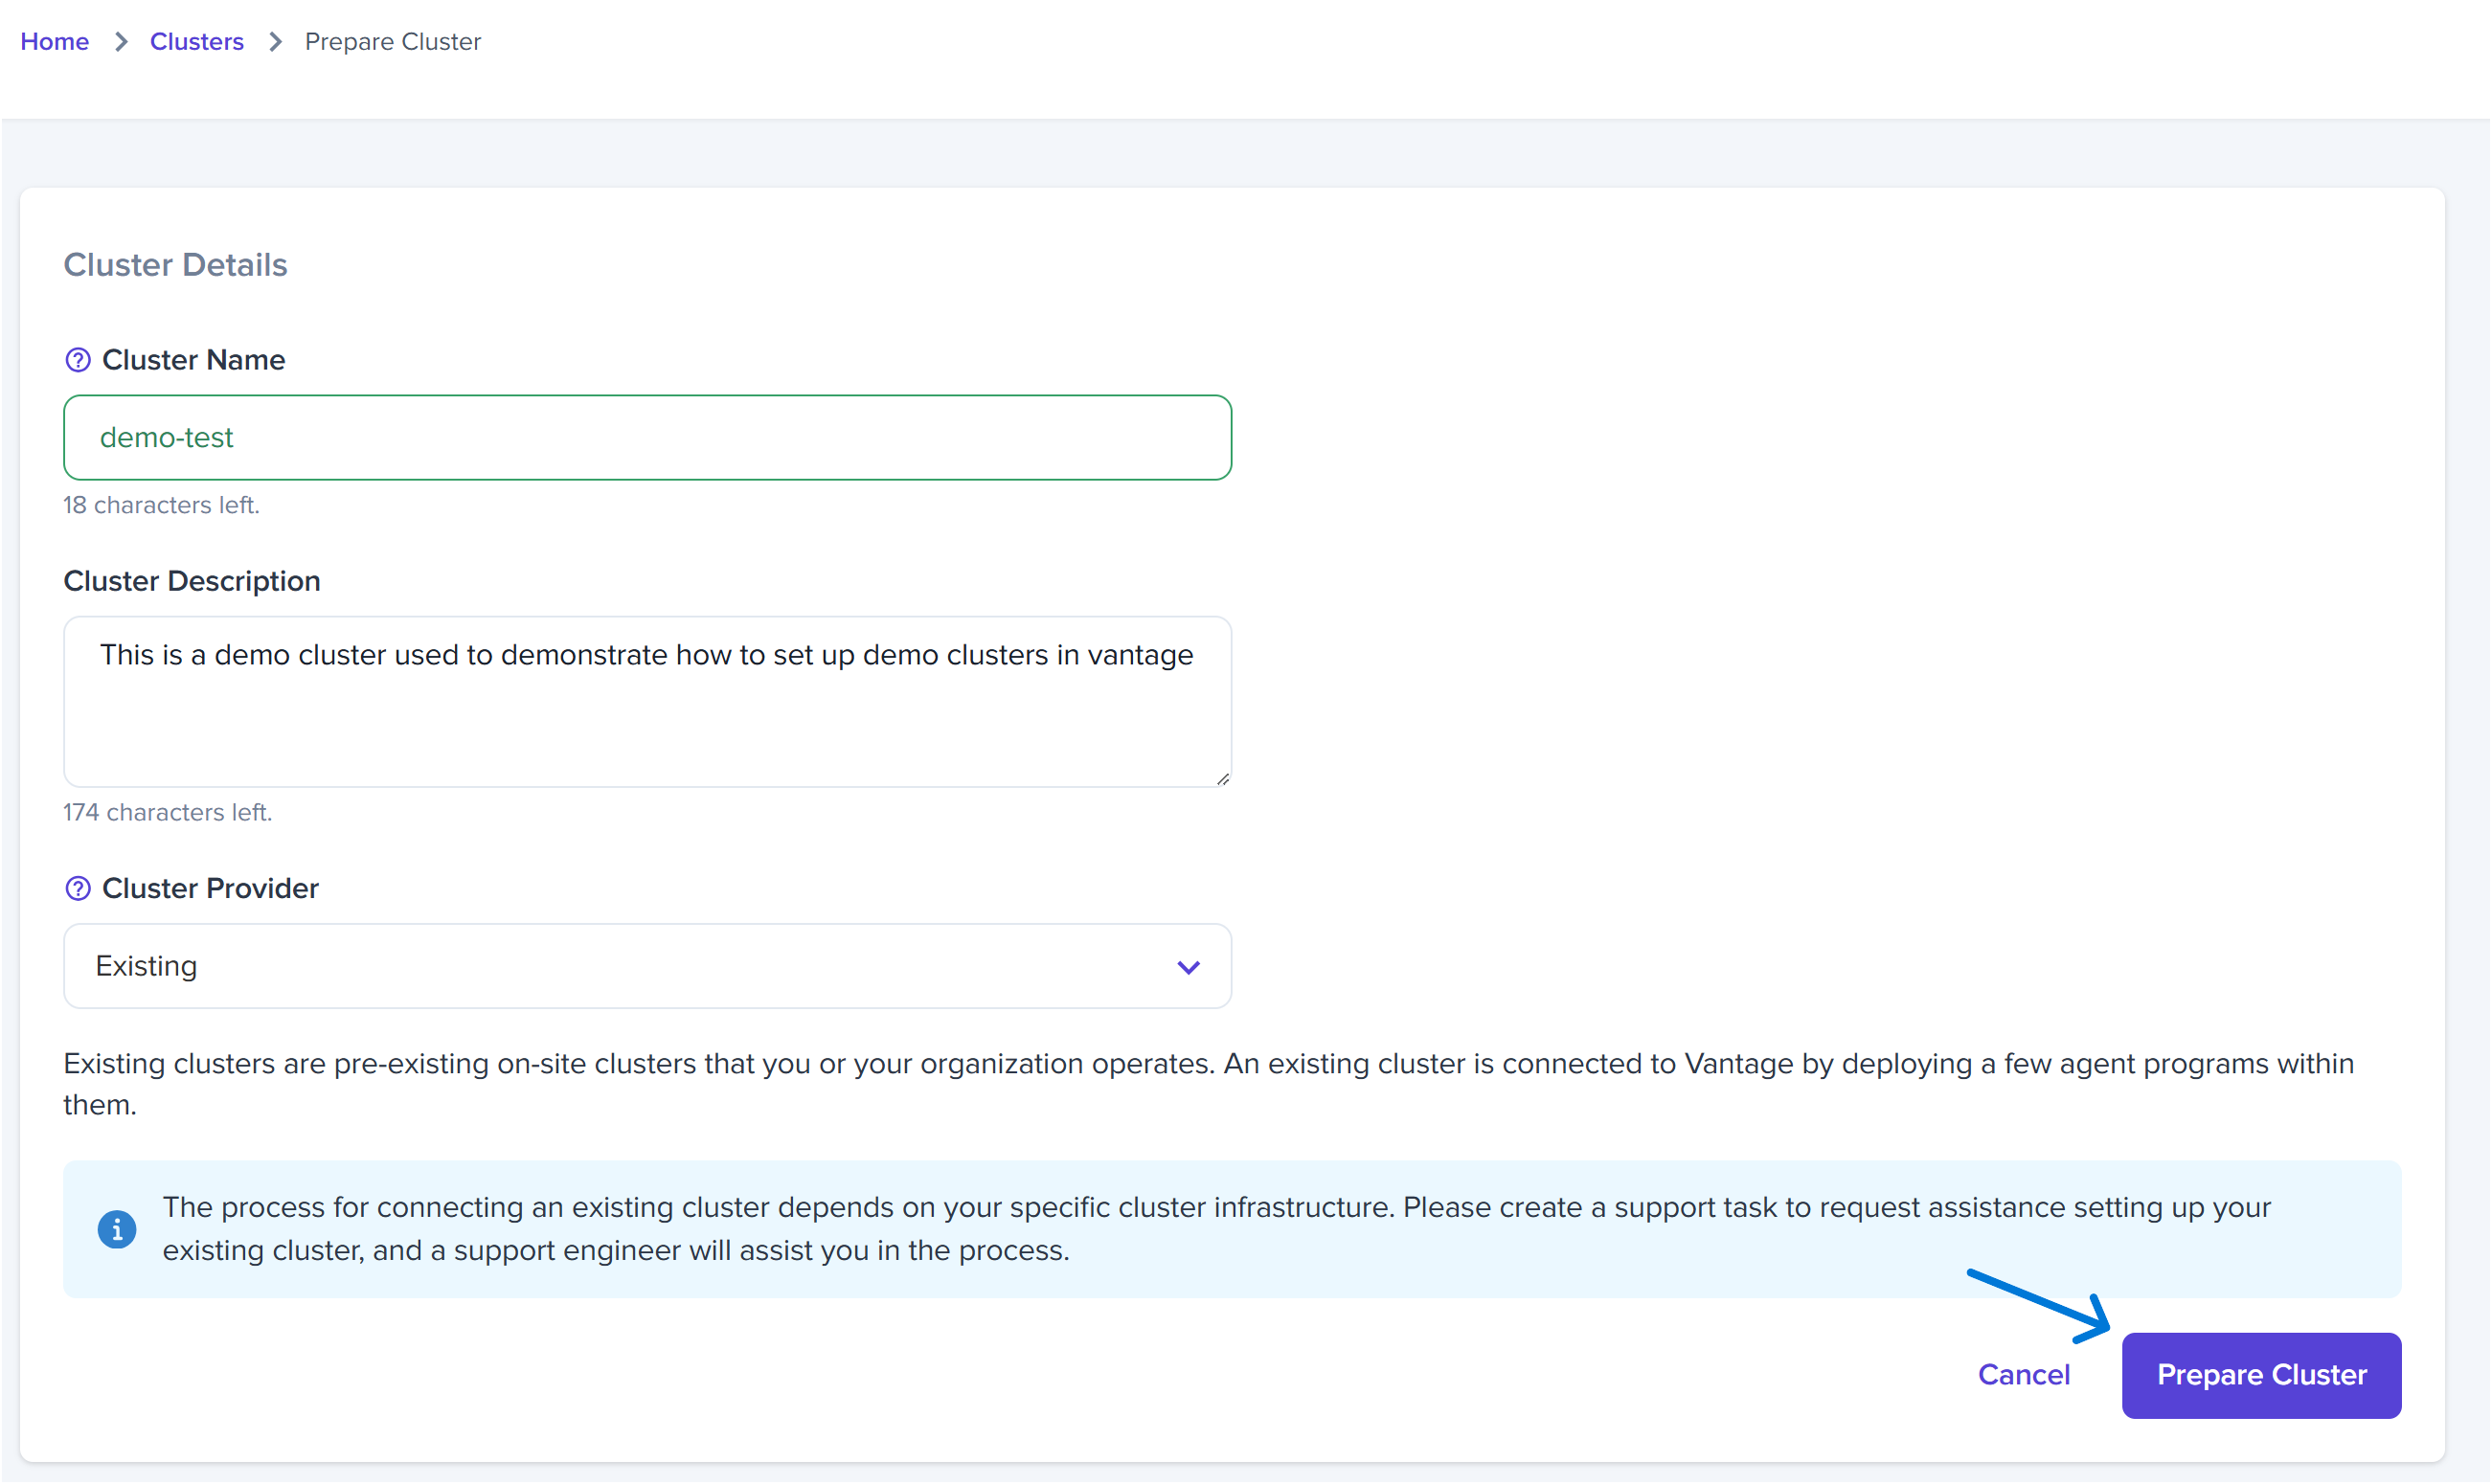 Home > Clusters > Prepare Cluster
Cluster Details
Cluster Name
demo-test
18 characters left.
Cluster Description
This is a demo cluster used to demonstrate how to set up demo clusters in vantage
174 characters left.
Cluster Provider
Existing
Existing clusters are pre-existing on-site clusters that you or your organization operates. An existing cluster is connected to Vantage by deploying a few agent programs within
them.
The process for connecting an existing cluster depends on your specific cluster infrastructure. Please create a support task to request assistance setting up your
existing cluster, and a support engineer will assist you in the process.
Cancel
Prepare Cluster